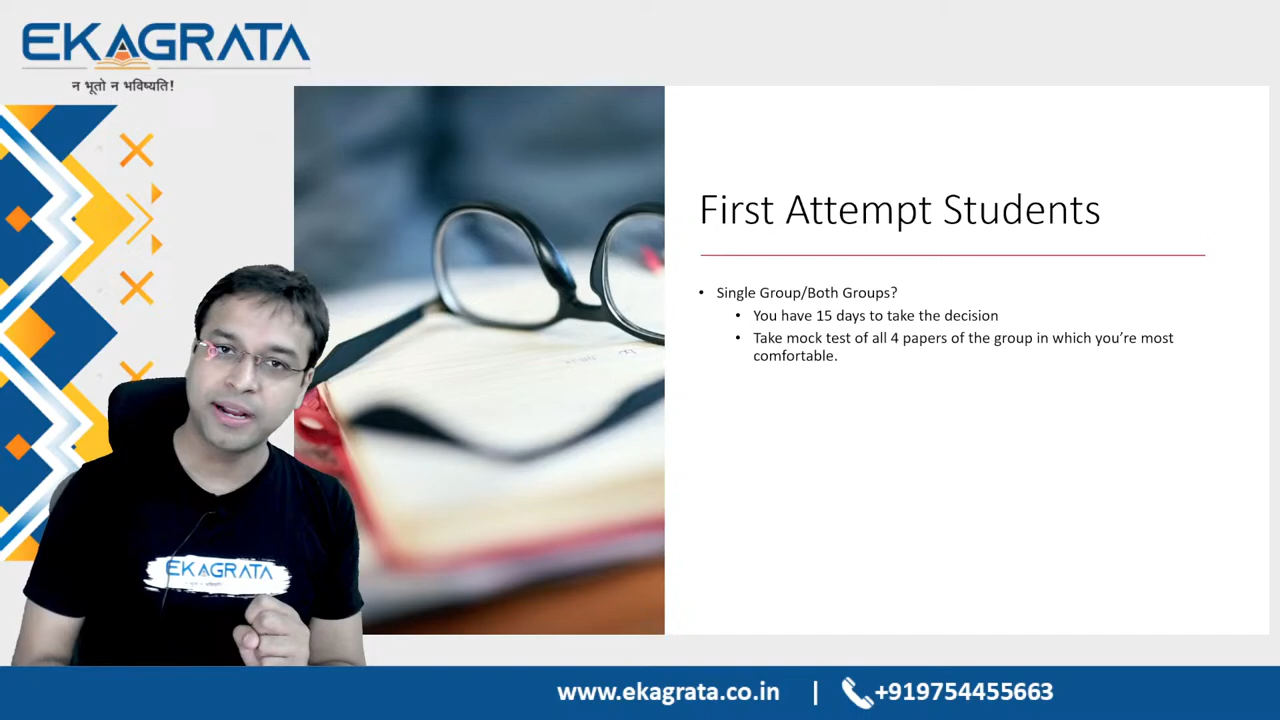 EKAGRATA
न भूतो न भविष्यति!
First Attempt Students
• Single Group/Both Groups?
• You have 15 days to take the decision
• Take mock test of all 4 papers of the group in which you’re most
comfortable.
EKAGRATA
www.ekagrata.co.in | +919754455663